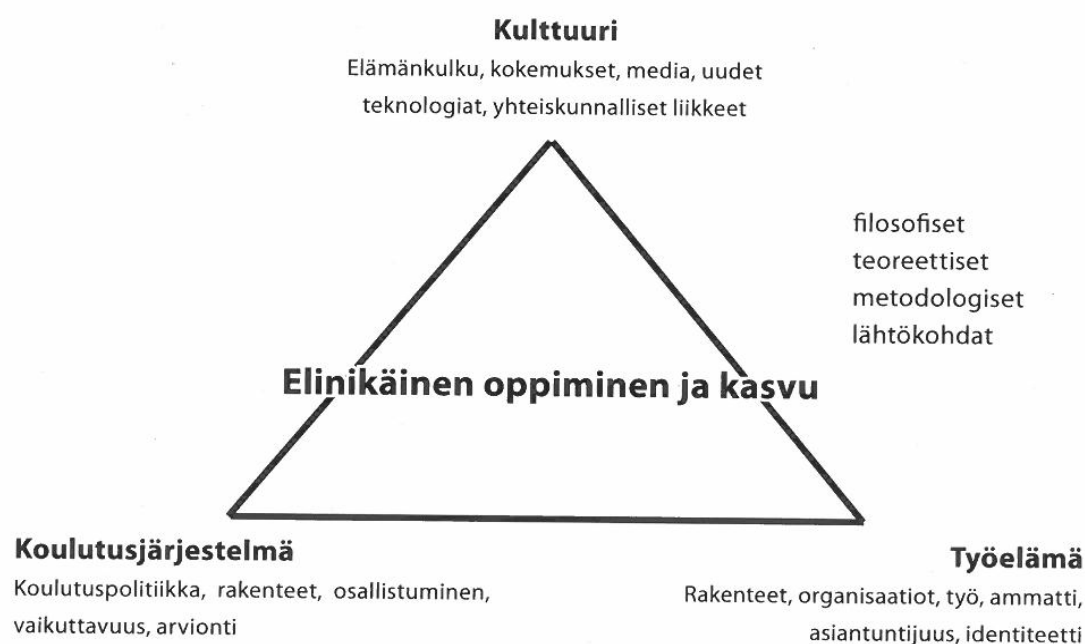 Kulttuuri
Elämänkulku, kokemukset, media, uudet
teknologiat, yhteiskunnalliset liikkeet
filosofiset
teoreettiset
metodologiset
lähtökohdat
Elinikäinen oppiminen ja kasvu
Koulutusjärjestelmä
Koulutuspolitiikka, rakenteet, osallistuminen,
vaikuttavuus, arvionti
Työelämä
Rakenteet, organisaatiot, työ, ammatti,
asiantuntijuus, identiteetti